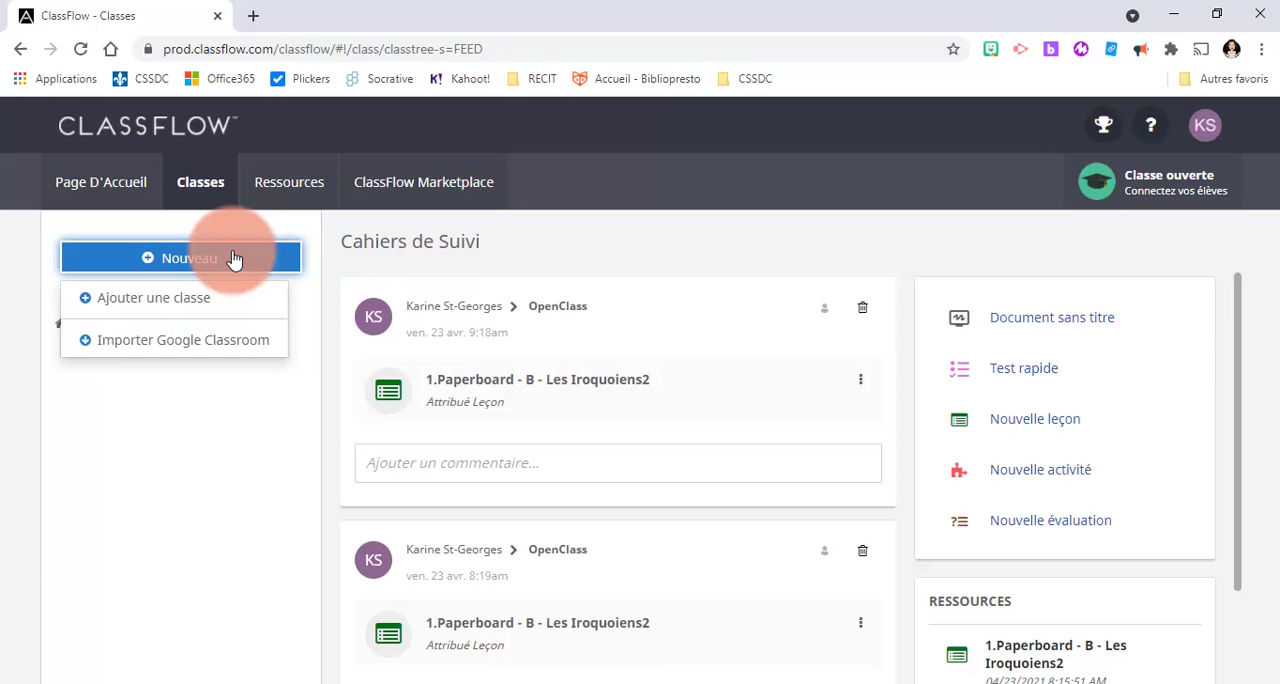 ClassFlow - Classes
prod.classflow.com/classflow/#!/class/classtree-s=FEED
Applications CSSDC Office365 Plickers Socrative Kahoot! RECIT Accueil - Bibliopresto CSSDC Autres favoris
CLASSFLOW™
KS
Page D'Accueil Classes Ressources ClassFlow Marketplace
Classe ouverte
Connectez vos élèves
Nouveau
Ajouter une classe
Importer Google Classroom
Cahiers de Suivi
KS
Karine St-Georges > OpenClass
ven. 23 avr. 9:18am
1.Paperboard - B - Les Iroquoiens2
Attribué Leçon
Ajouter un commentaire...
KS
Karine St-Georges > OpenClass
ven. 23 avr. 8:19am
1.Paperboard - B - Les Iroquoiens2
Attribué Leçon
Document sans titre
Test rapide
Nouvelle leçon
Nouvelle activité
Nouvelle évaluation
RESSOURCES
1.Paperboard - B - Les
Iroquoiens2
04/23/2021 8:15:51 AM